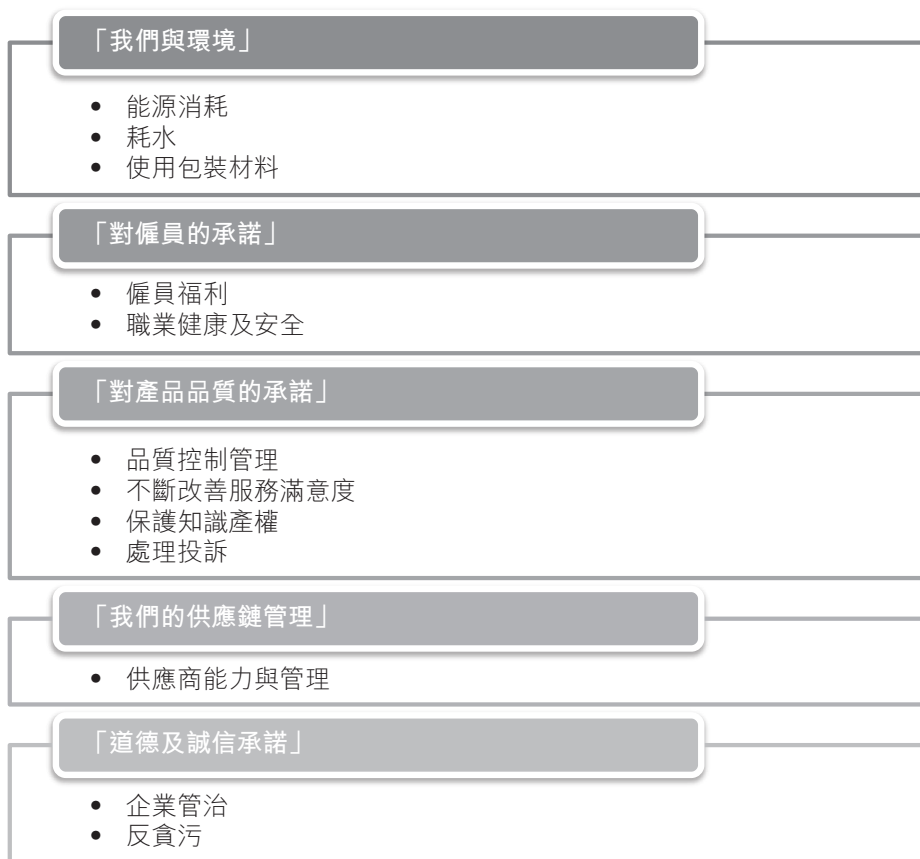 「我們與環境」
• 能源消耗
• 耗水
• 使用包裝材料
「對僱員的承諾」
• 僱員福利
• 職業健康及安全
「對產品品質的承諾」
• 品質控制管理
• 不斷改善服務滿意度
• 保護知識產權
• 處理投訴
「我們的供應鏈管理」
• 供應商能力與管理
「道德及誠信承諾」
• 企業管治
• 反貪污